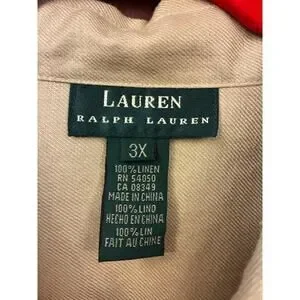 LAUREN
RALPH LAUREN
3X
100% LINEN
RN 54050
CA 08349
MADE IN CHINA
100% LINO
HECHO EN CHINA
100% LIN
FAIT AU CHINE